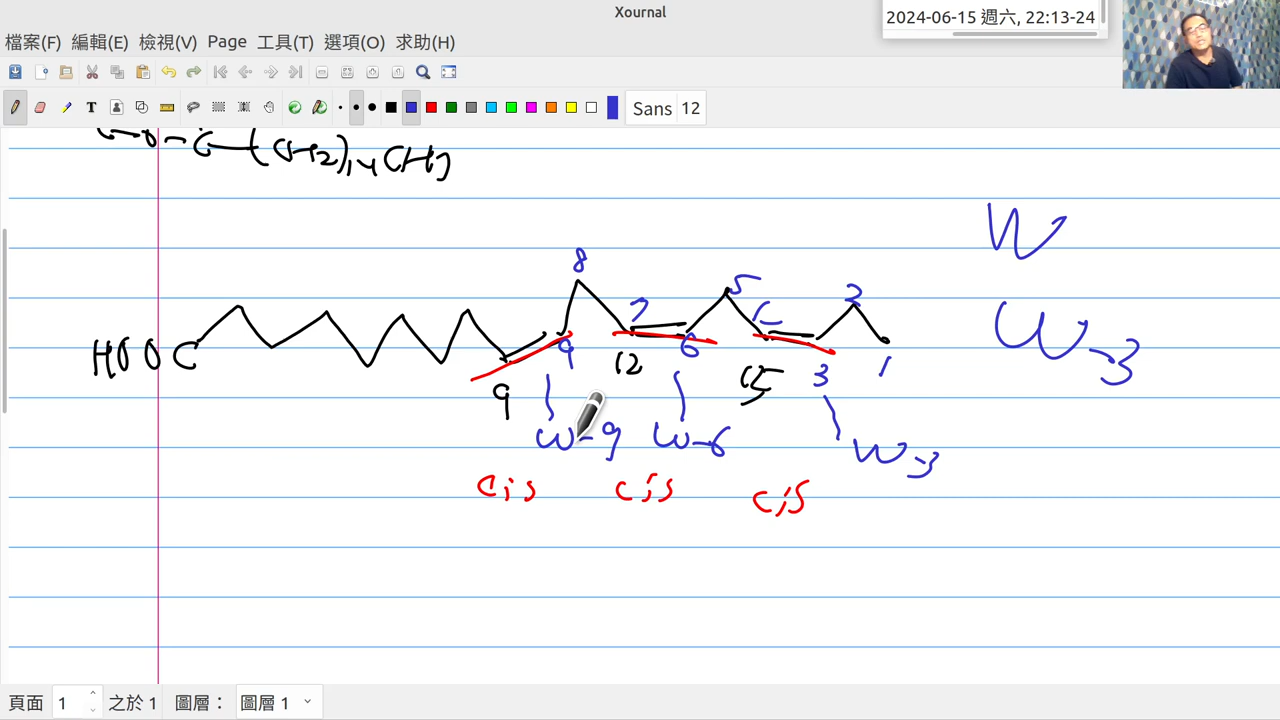 Xournal
2024-06-15 週六, 22:13-24
檔案(F) 編輯(E) 檢視(V) Page 工具(T) 選項(O) 求助(H)
Sans 12
(CH2)14CH3
W
8
5 2
7
W-3
HOOC
9 6
12 15 3 1
9
W-9 W-6 W-3
cis cis cis
頁面 1 之於 1 圖層： 圖層 1